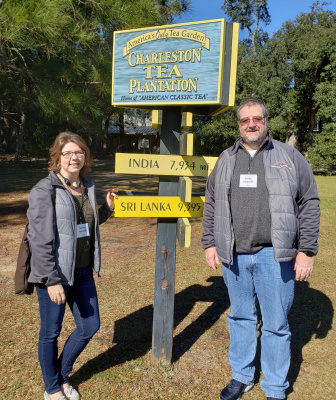 America's Only Tea Garden
CHARLESTON
TEA
PLANTATION
Home of "AMERICAN CLASSIC TEA"
INDIA 7,934 MI
SRI LANKA 9,395